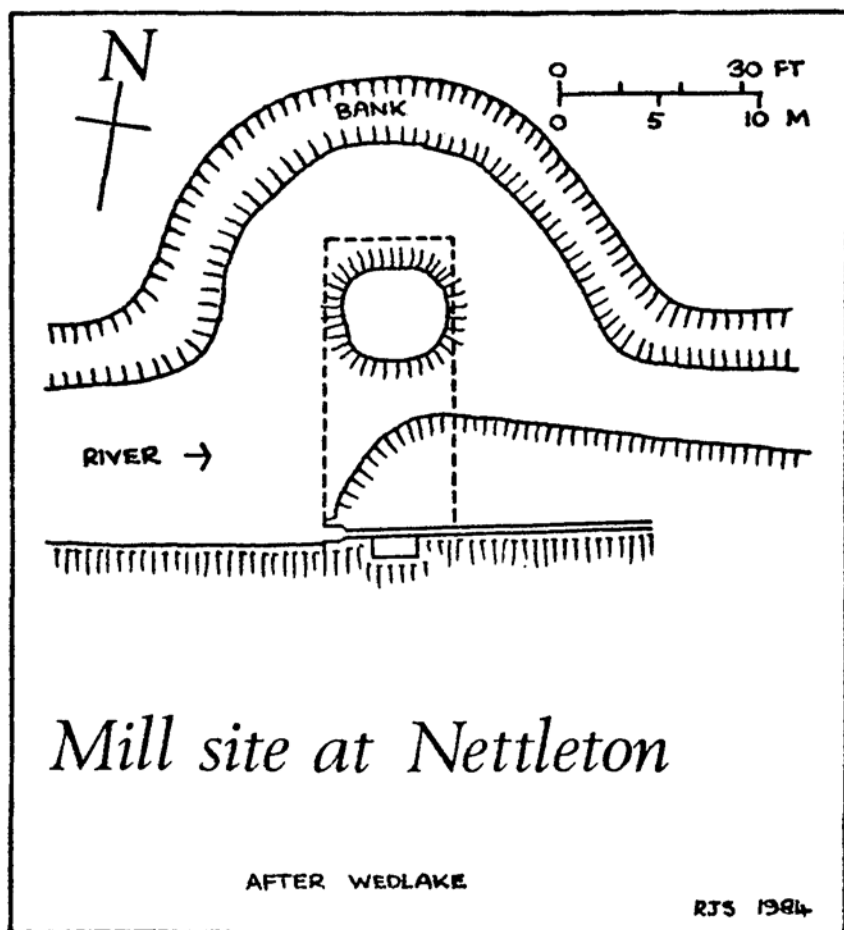 N
0 30 FT
BANK
0 5 10 M
RIVER →
Mill site at Nettleton
AFTER WEDLAKE
RJS 1984